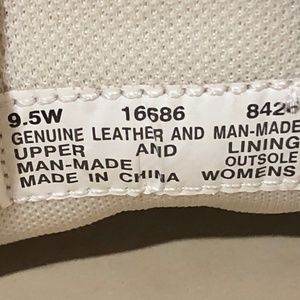 9.5W 16686 842
GENUINE LEATHER AND MAN-MADE
UPPER AND LINING
MAN-MADE OUTSOLE
MADE IN CHINA WOMENS